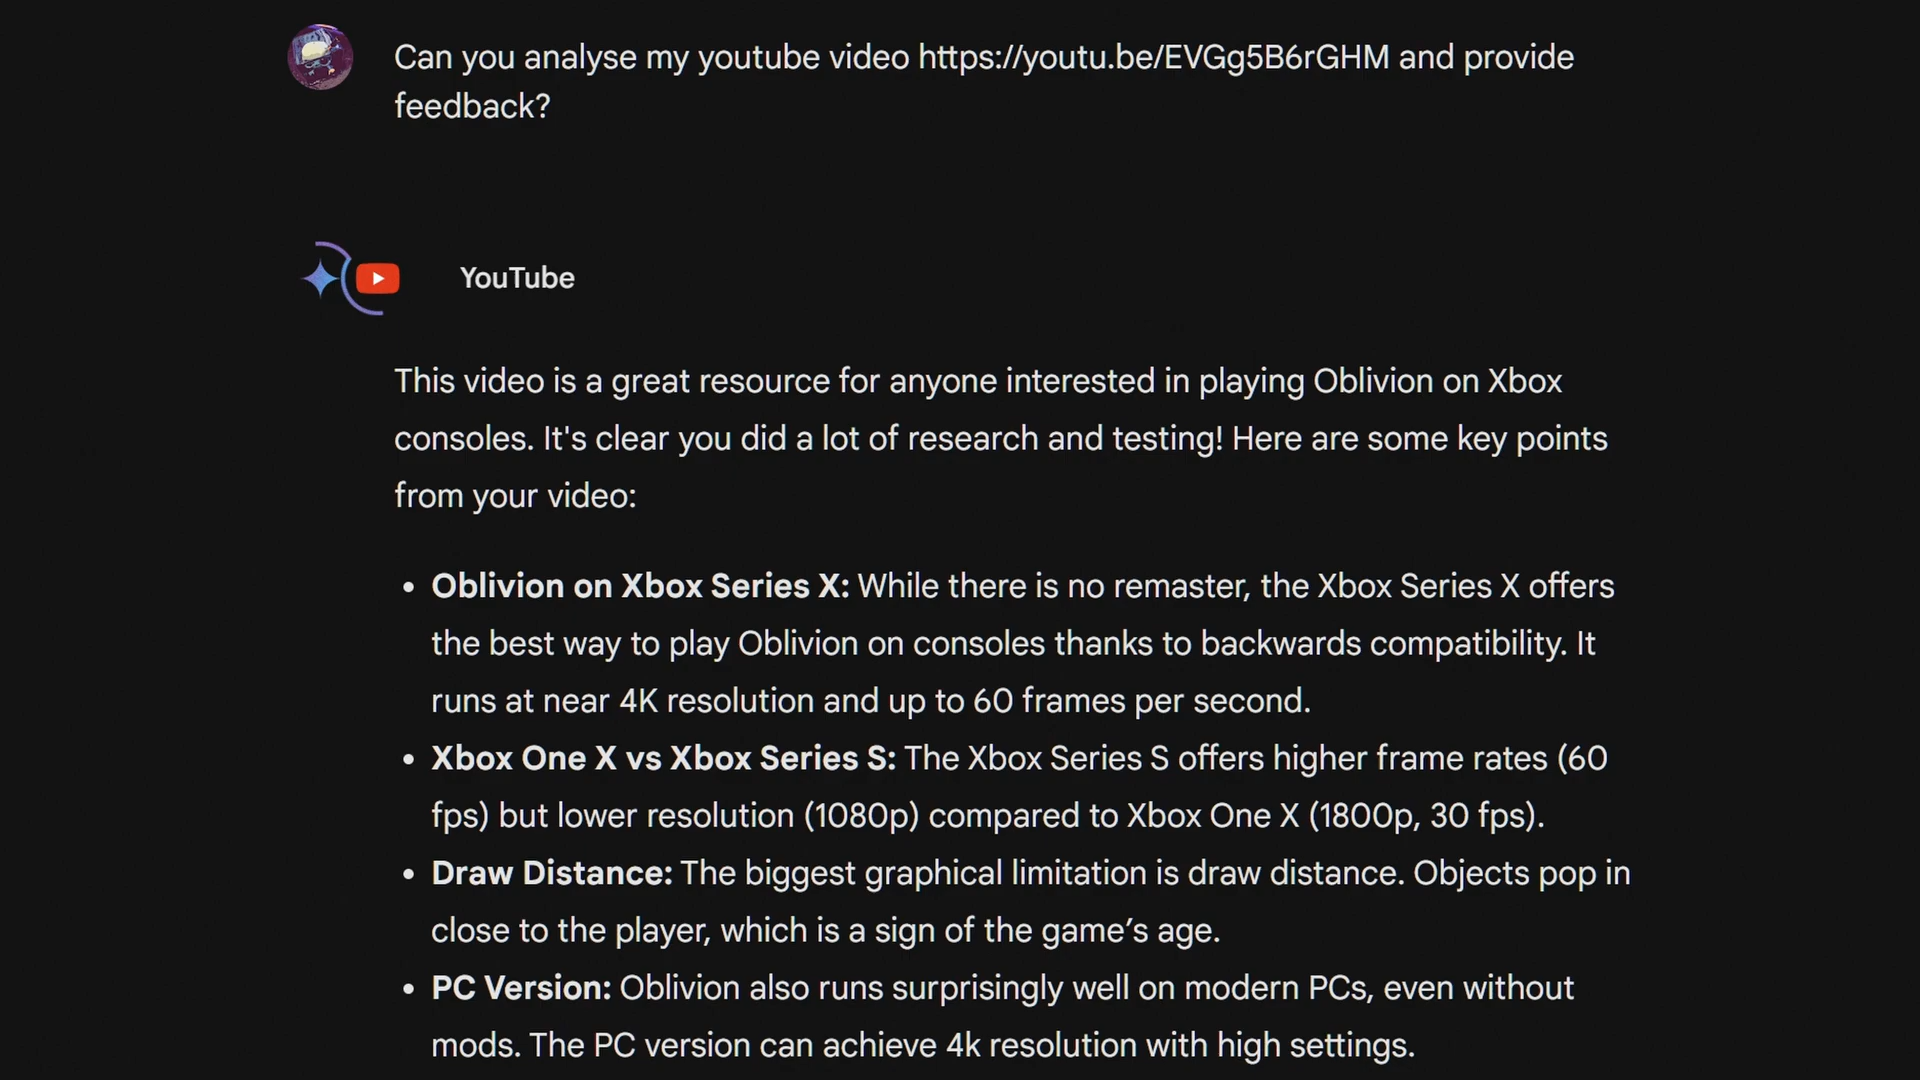 Can you analyse my youtube video https://youtu.be/EVGg5B6rGHM and provide
feedback?
YouTube
This video is a great resource for anyone interested in playing Oblivion on Xbox
consoles. It's clear you did a lot of research and testing! Here are some key points
from your video:
• Oblivion on Xbox Series X: While there is no remaster, the Xbox Series X offers
the best way to play Oblivion on consoles thanks to backwards compatibility. It
runs at near 4K resolution and up to 60 frames per second.
• Xbox One X vs Xbox Series S: The Xbox Series S offers higher frame rates (60
fps) but lower resolution (1080p) compared to Xbox One X (1800p, 30 fps).
• Draw Distance: The biggest graphical limitation is draw distance. Objects pop in
close to the player, which is a sign of the game’s age.
• PC Version: Oblivion also runs surprisingly well on modern PCs, even without
mods. The PC version can achieve 4k resolution with high settings.